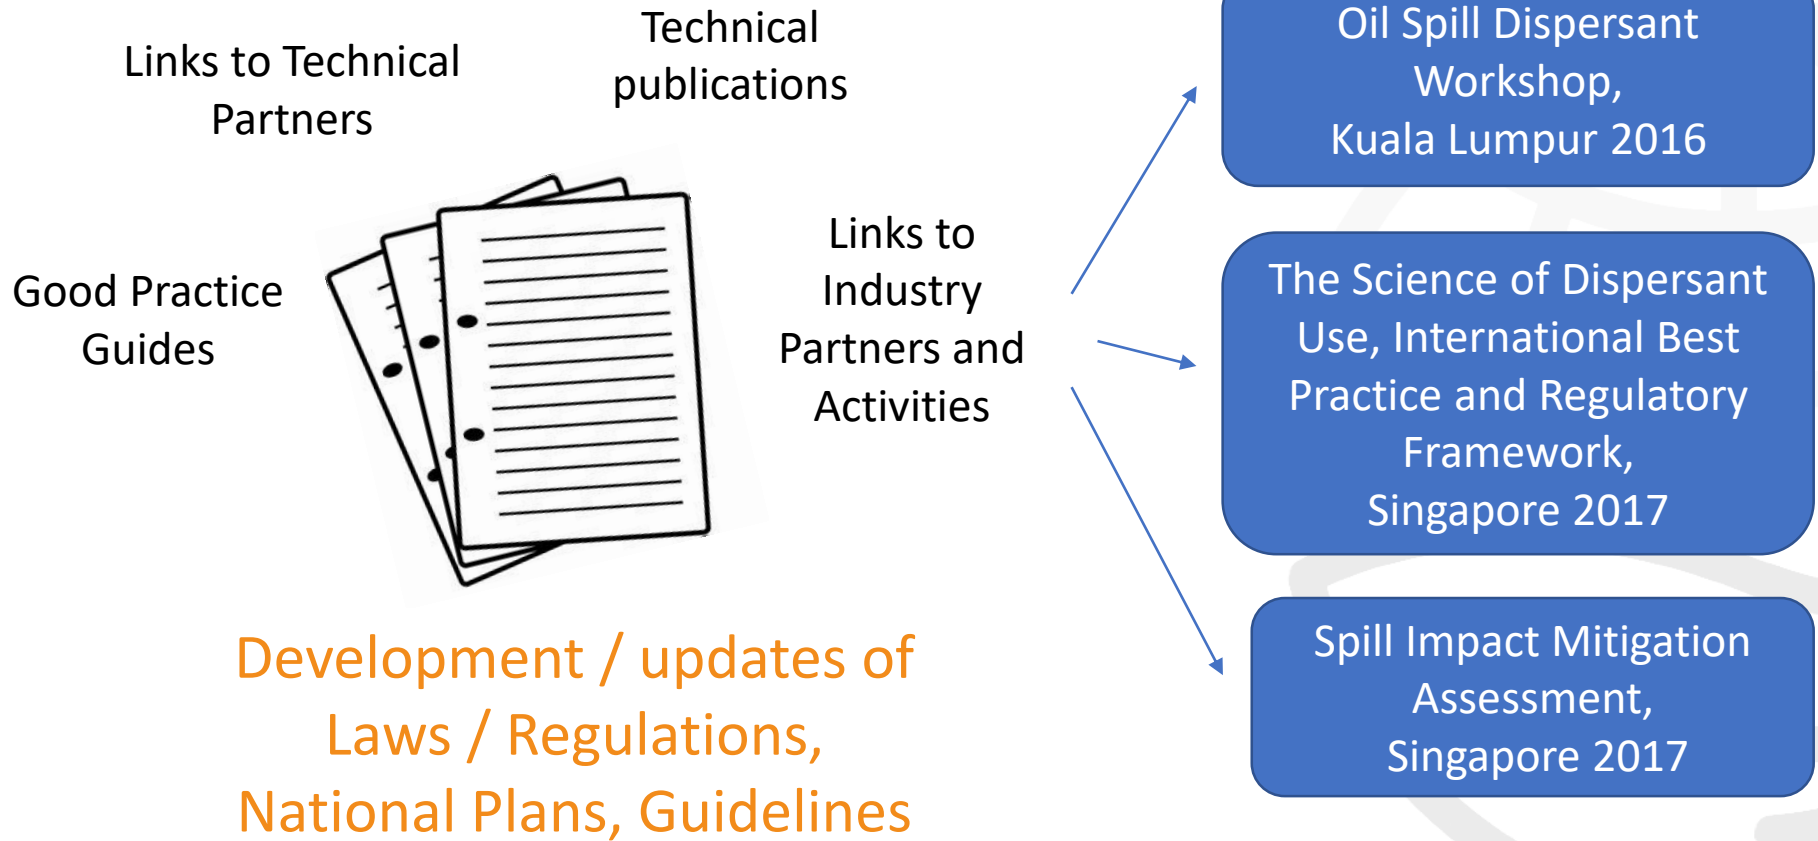 Links to Technical
Partners
Technical
publications
Good Practice
Guides
Links to
Industry
Partners and
Activities
Development / updates of
Laws / Regulations,
National Plans, Guidelines
Oil Spill Dispersant
Workshop,
Kuala Lumpur 2016
The Science of Dispersant
Use, International Best
Practice and Regulatory
Framework,
Singapore 2017
Spill Impact Mitigation
Assessment,
Singapore 2017